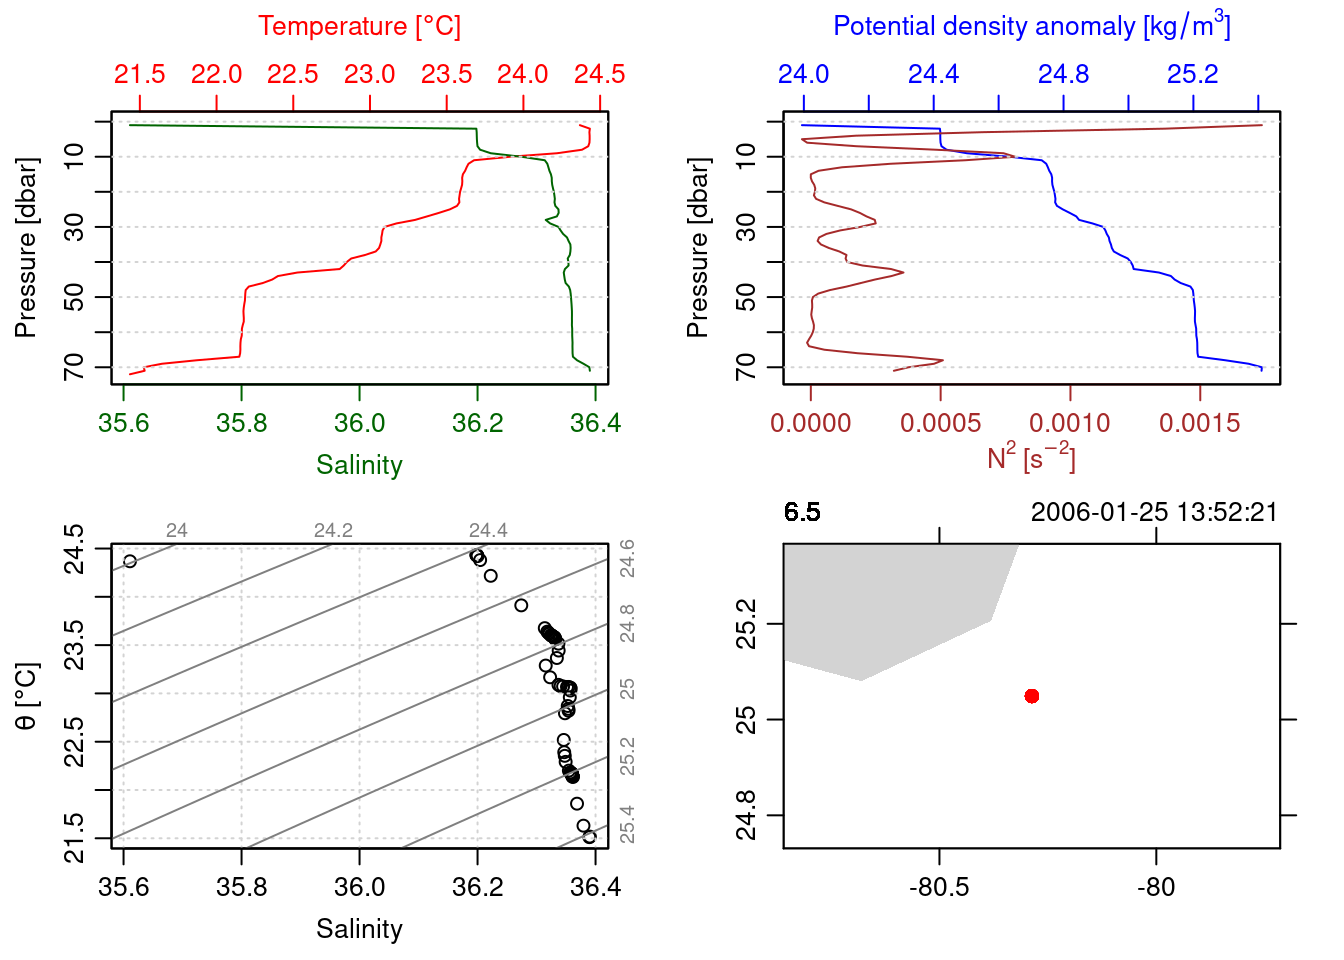 Temperature [°C]
21.5 22.0 22.5 23.0 23.5 24.0 24.5
Pressure [dbar]
10
30
50
70
35.6 35.8 36.0 36.2 36.4
Salinity
Potential density anomaly [kg/m³]
24.0 24.4 24.8 25.2
Pressure [dbar]
10
30
50
70
0.0000 0.0005 0.0010 0.0015
N² [s⁻²]
24 24.2 24.4
24.6
24.8
25
25.2
25.4
θ [°C]
24.5
23.5
22.5
21.5
35.6 35.8 36.0 36.2 36.4
Salinity
6.5 2006-01-25 13:52:21
25.2
25
24.8
-80.5 -80